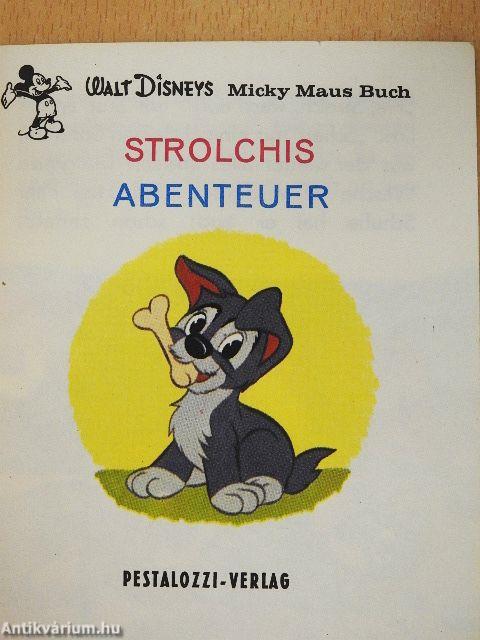 WALT DISNEYS Micky Maus Buch
STROLCHIS
ABENTEUER
PESTALOZZI-VERLAG
Antikvárium.hu